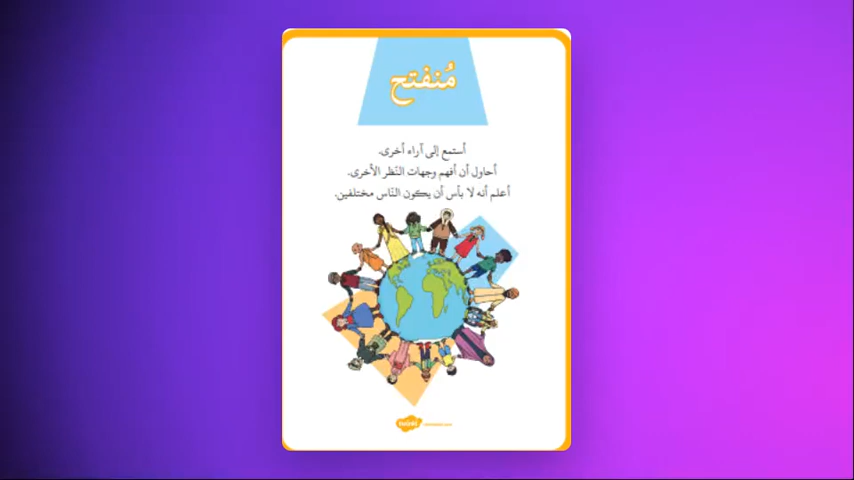 مُنفتح
أستمع إلى آراء أخرى.
أحاول أن أفهم وجهات النّظر الأخرى.
أعلم أنه لا بأس أن يكون النّاس مختلفين.
twinkl